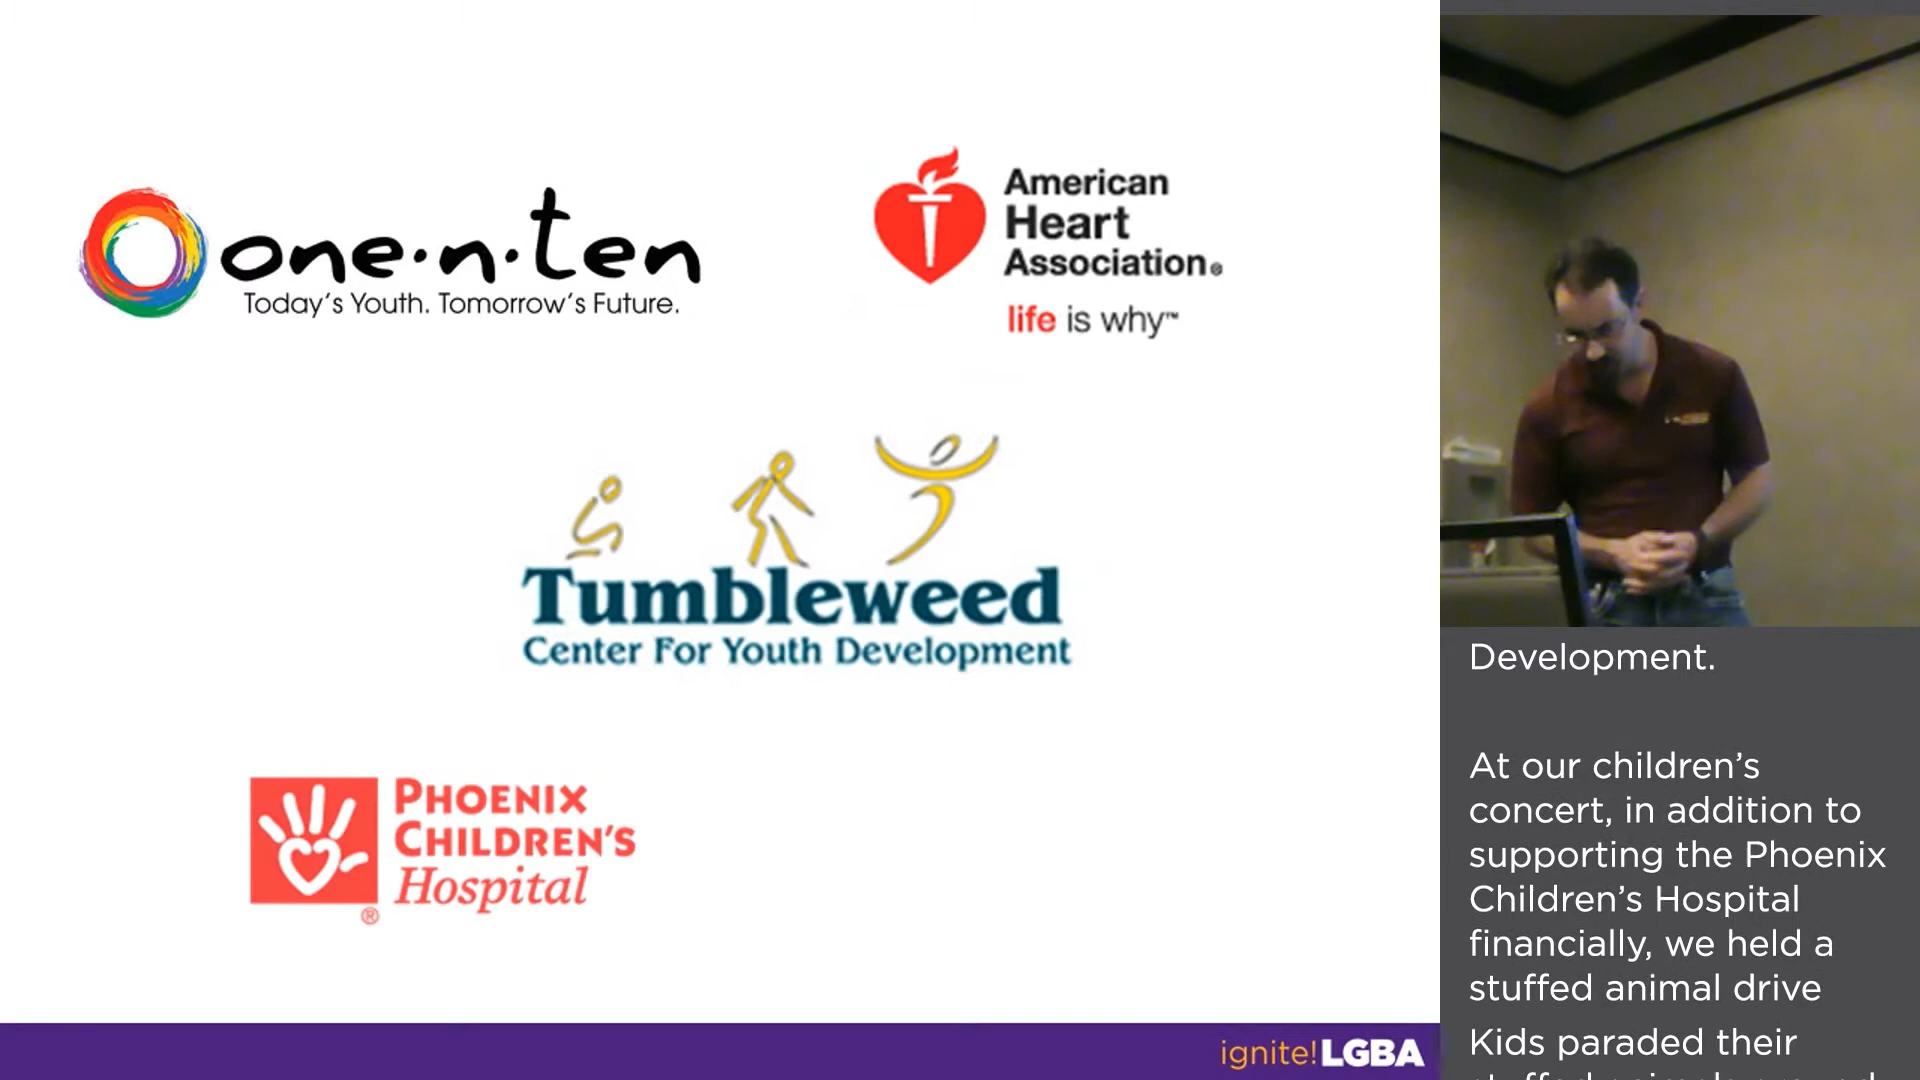 one·n·ten
Today's Youth. Tomorrow's Future.
American
Heart
Association®
life is why™
Tumbleweed
Center For Youth Development
PHOENIX
CHILDREN'S
Hospital
®
ignite!LGBA
Development.
At our children's
concert, in addition to
supporting the Phoenix
Children's Hospital
financially, we held a
stuffed animal drive
Kids paraded their